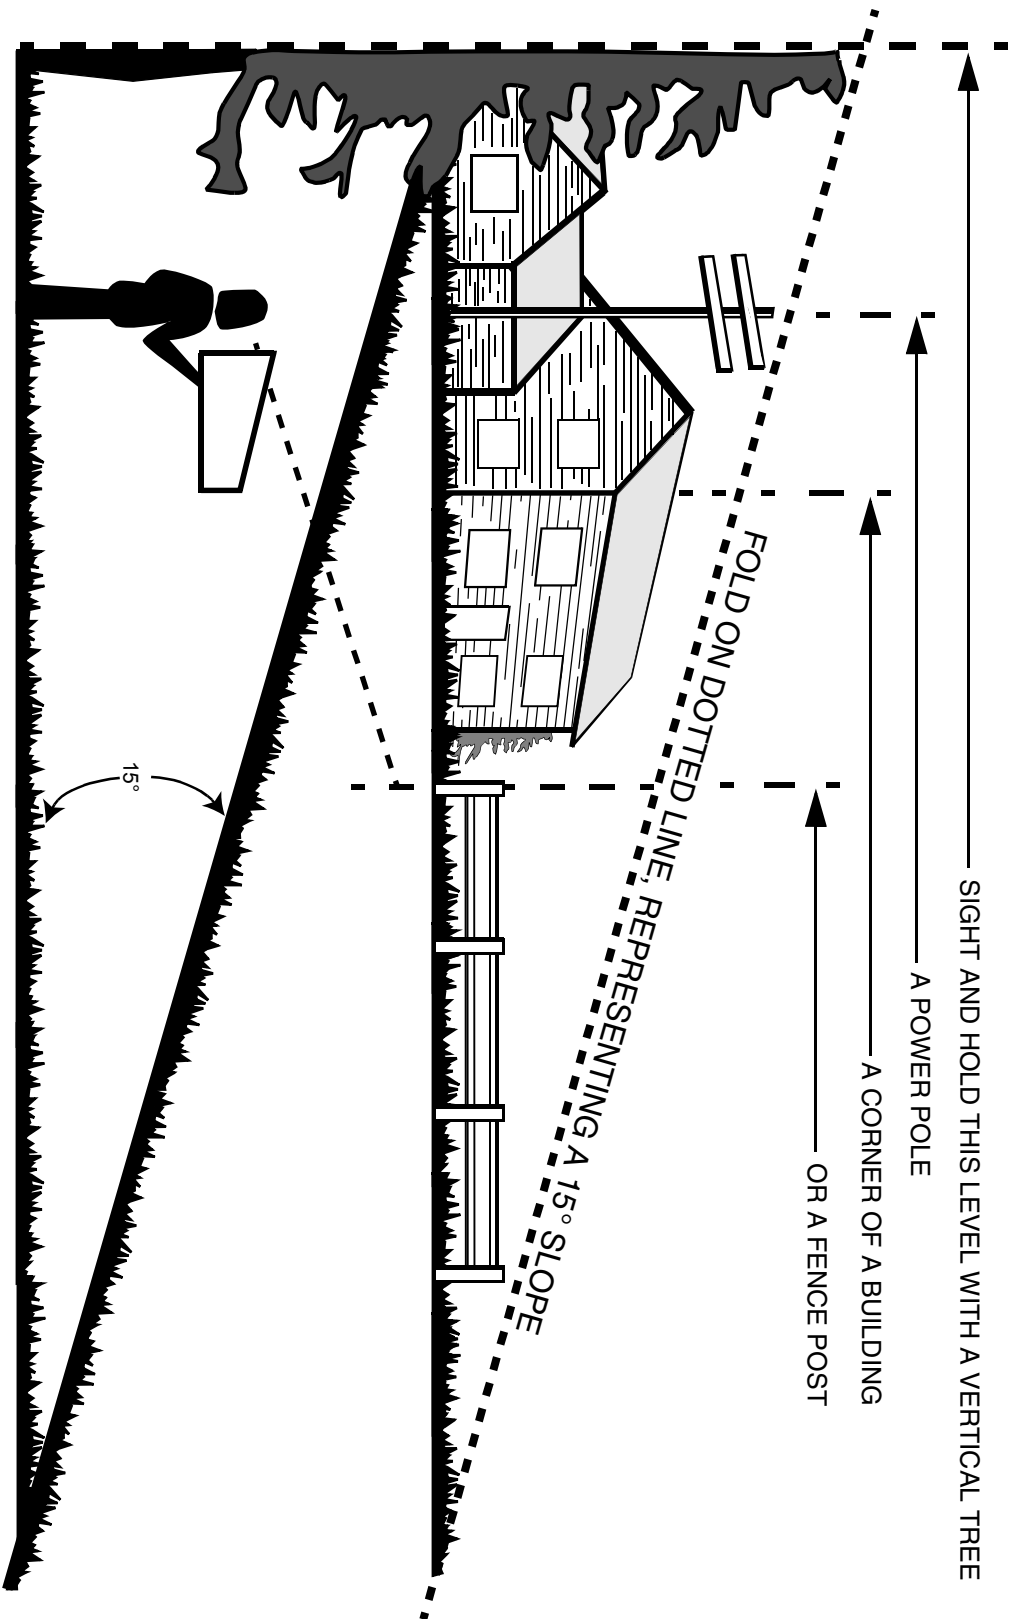 SIGHT AND HOLD THIS LEVEL WITH A VERTICAL TREE
A POWER POLE
A CORNER OF A BUILDING
OR A FENCE POST
FOLD ON DOTTED LINE, REPRESENTING A 15° SLOPE
15°